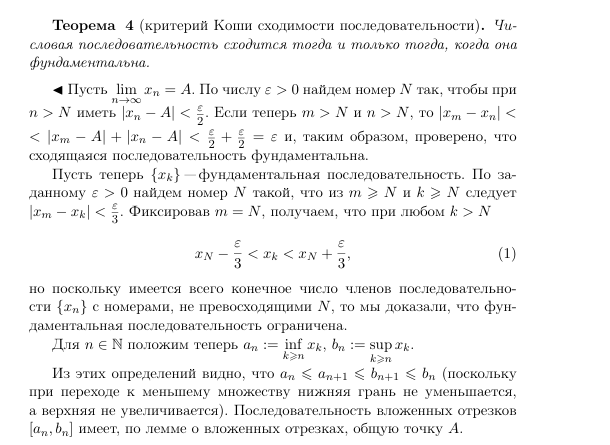 Теорема 4 (критерий Коши сходимости последовательности). Чи-
словая последовательность сходится тогда и только тогда, когда она
фундаментальна.
◀ Пусть lim_{n→∞} x_n = A. По числу ε > 0 найдем номер N так, чтобы при
n > N иметь |x_n − A| < ε/2. Если теперь m > N и n > N, то |x_m − x_n| <
< |x_m − A| + |x_n − A| < ε/2 + ε/2 = ε и, таким образом, проверено, что
сходящаяся последовательность фундаментальна.
Пусть теперь {x_k} — фундаментальная последовательность. По за-
данному ε > 0 найдем номер N такой, что из m ⩾ N и k ⩾ N следует
|x_m − x_k| < ε/3. Фиксировав m = N, получаем, что при любом k > N
x_N − ε/3 < x_k < x_N + ε/3, (1)
но поскольку имеется всего конечное число членов последовательно-
сти {x_n} с номерами, не превосходящими N, то мы доказали, что фун-
даментальная последовательность ограничена.
Для n ∈ ℕ положим теперь a_n := inf_{k⩾n} x_k, b_n := sup_{k⩾n} x_k.
Из этих определений видно, что a_n ⩽ a_{n+1} ⩽ b_{n+1} ⩽ b_n (поскольку
при переходе к меньшему множеству нижняя грань не уменьшается,
а верхняя не увеличивается). Последовательность вложенных отрезков
[a_n, b_n] имеет, по лемме о вложенных отрезках, общую точку A.